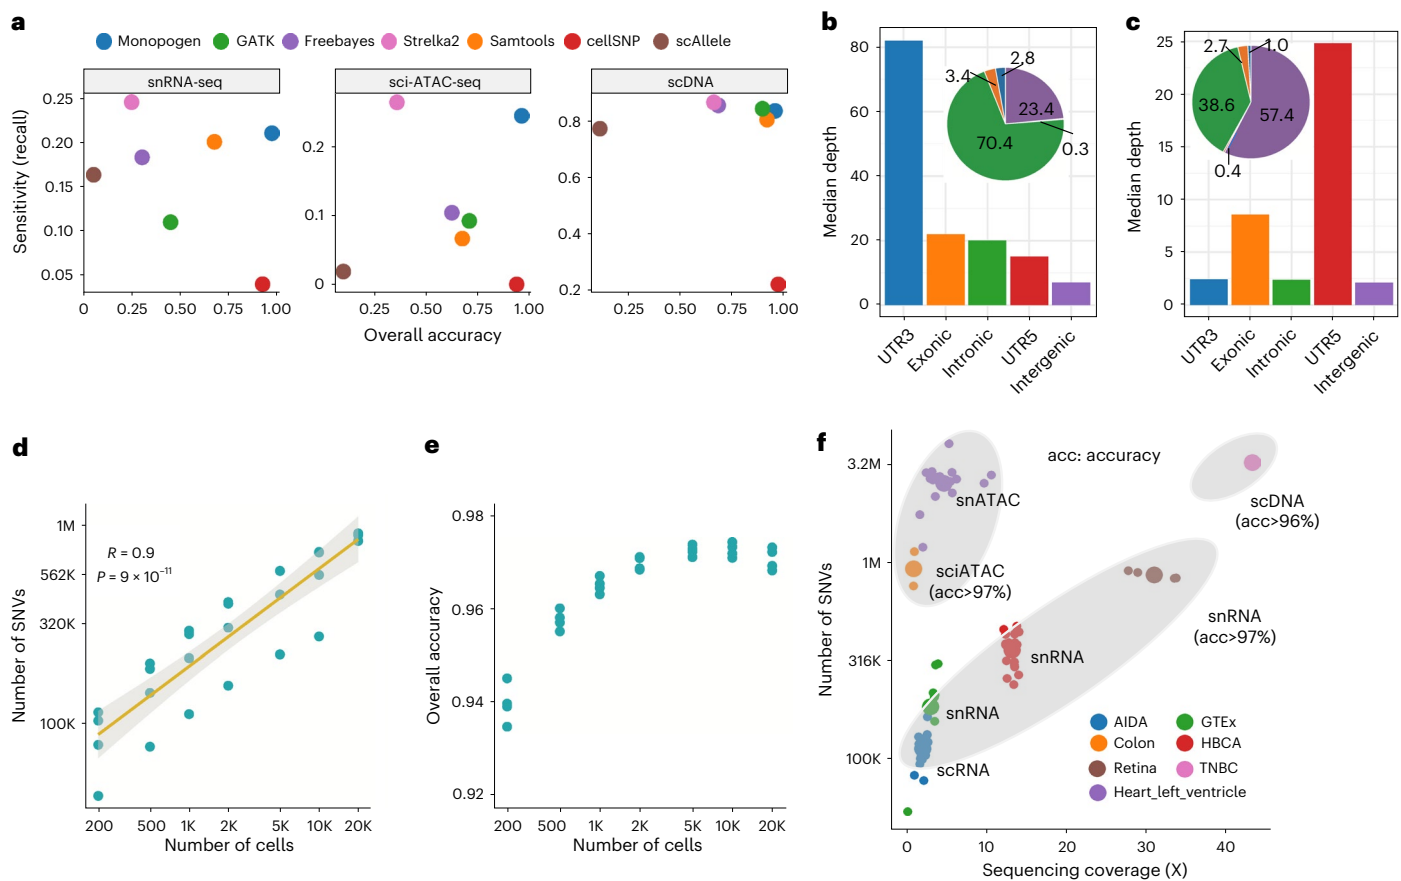 a
Monopogen GATK Freebayes Strelka2 Samtools cellSNP scAllele
snRNA-seq sci-ATAC-seq scDNA
Sensitivity (recall)
0.25
0.20
0.15
0.10
0.05
0 0.25 0.50 0.75 1.00
0.2
0.1
0
0.25 0.50 0.75 1.00
0.8
0.6
0.4
0.2
0.25 0.50 0.75 1.00
Overall accuracy
b
Median depth
80
60
40
20
0
3.4 2.8
23.4
70.4
0.3
UTR3 Exonic Intronic UTR5 Intergenic
c
Median depth
25
20
15
10
5
0
2.7 1.0
38.6 57.4
0.4
UTR3 Exonic Intronic UTR5 Intergenic
d
Number of SNVs
1M
562K
320K
100K
R = 0.9
P = 9 × 10⁻¹¹
200 500 1K 2K 5K 10K 20K
Number of cells
e
Overall accuracy
0.98
0.96
0.94
0.92
200 500 1K 2K 5K 10K 20K
Number of cells
f
Number of SNVs
3.2M
1M
316K
100K
acc: accuracy
snATAC
scDNA
(acc>96%)
sciATAC
(acc>97%)
snRNA
(acc>97%)
snRNA
snRNA
scRNA
AIDA GTEx
Colon HBCA
Retina TNBC
Heart_left_ventricle
0 10 20 30 40
Sequencing coverage (X)